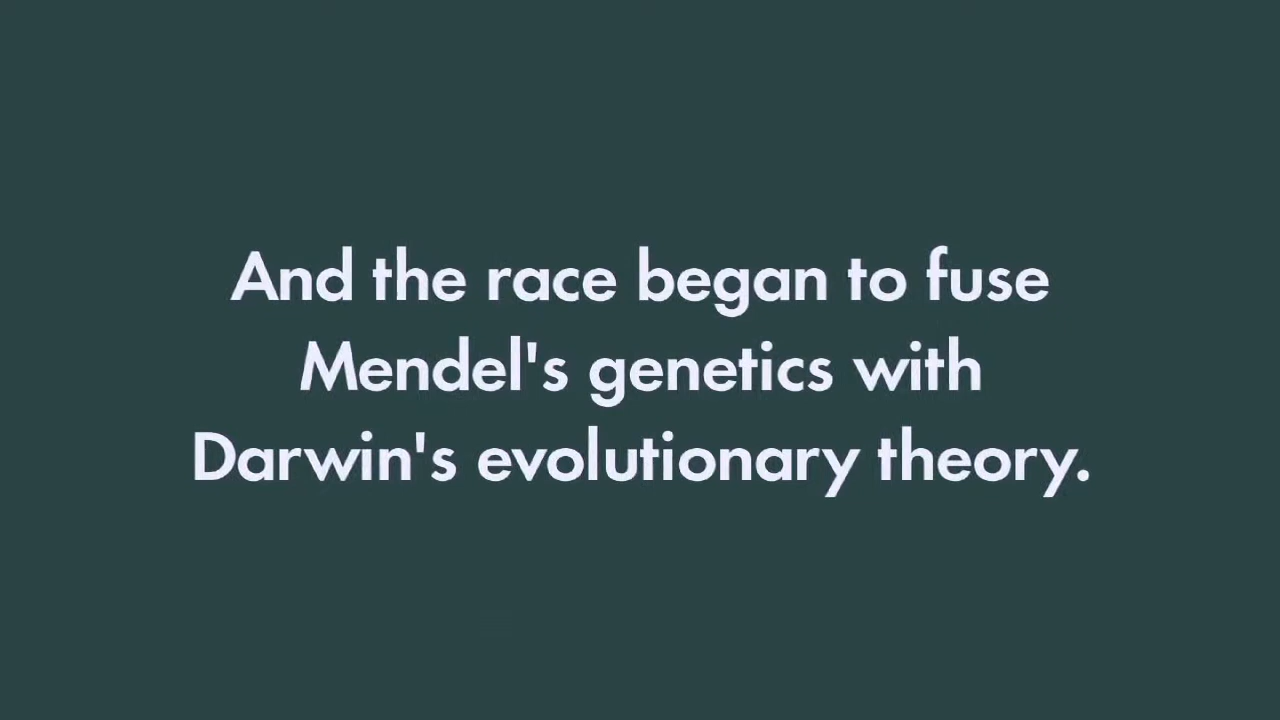 And the race began to fuse
Mendel's genetics with
Darwin's evolutionary theory.